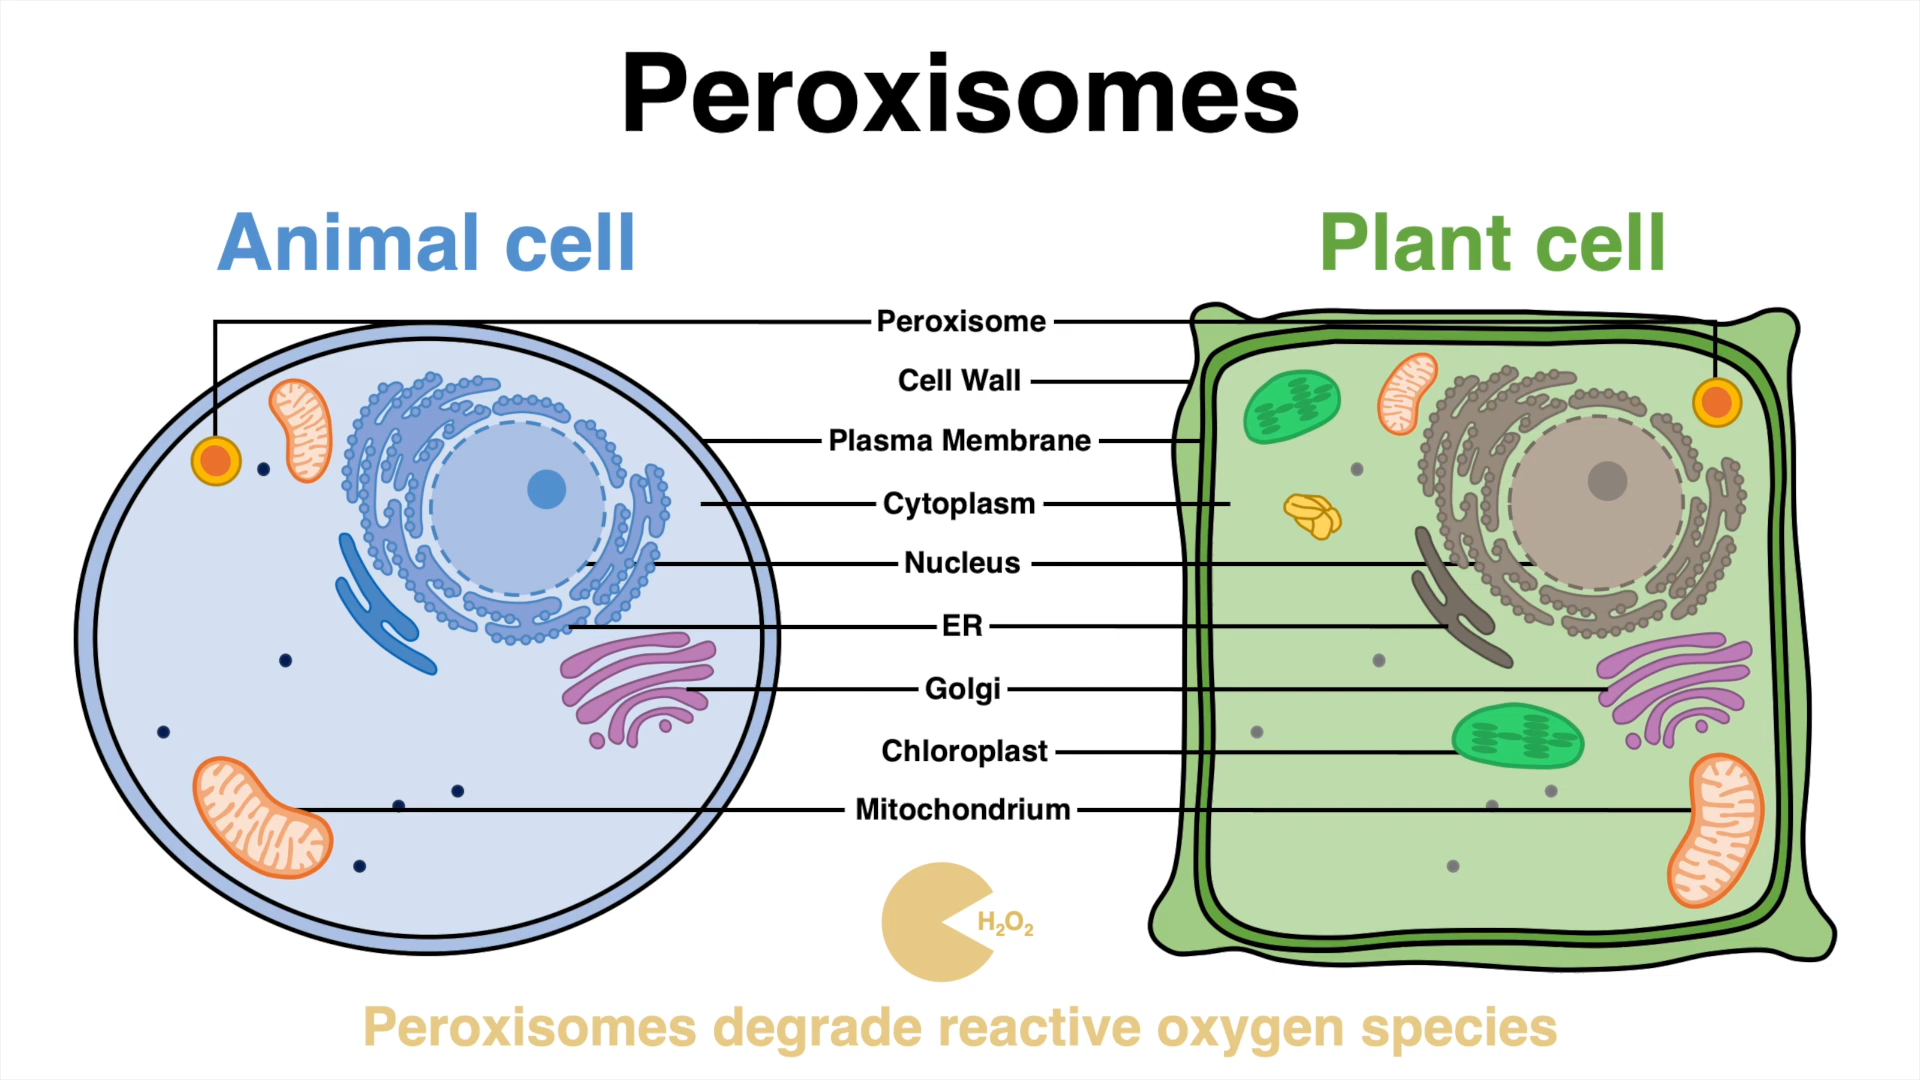 Peroxisomes
Animal cell
Plant cell
Peroxisome
Cell Wall
Plasma Membrane
Cytoplasm
Nucleus
ER
Golgi
Chloroplast
Mitochondrium
H₂O₂
Peroxisomes degrade reactive oxygen species